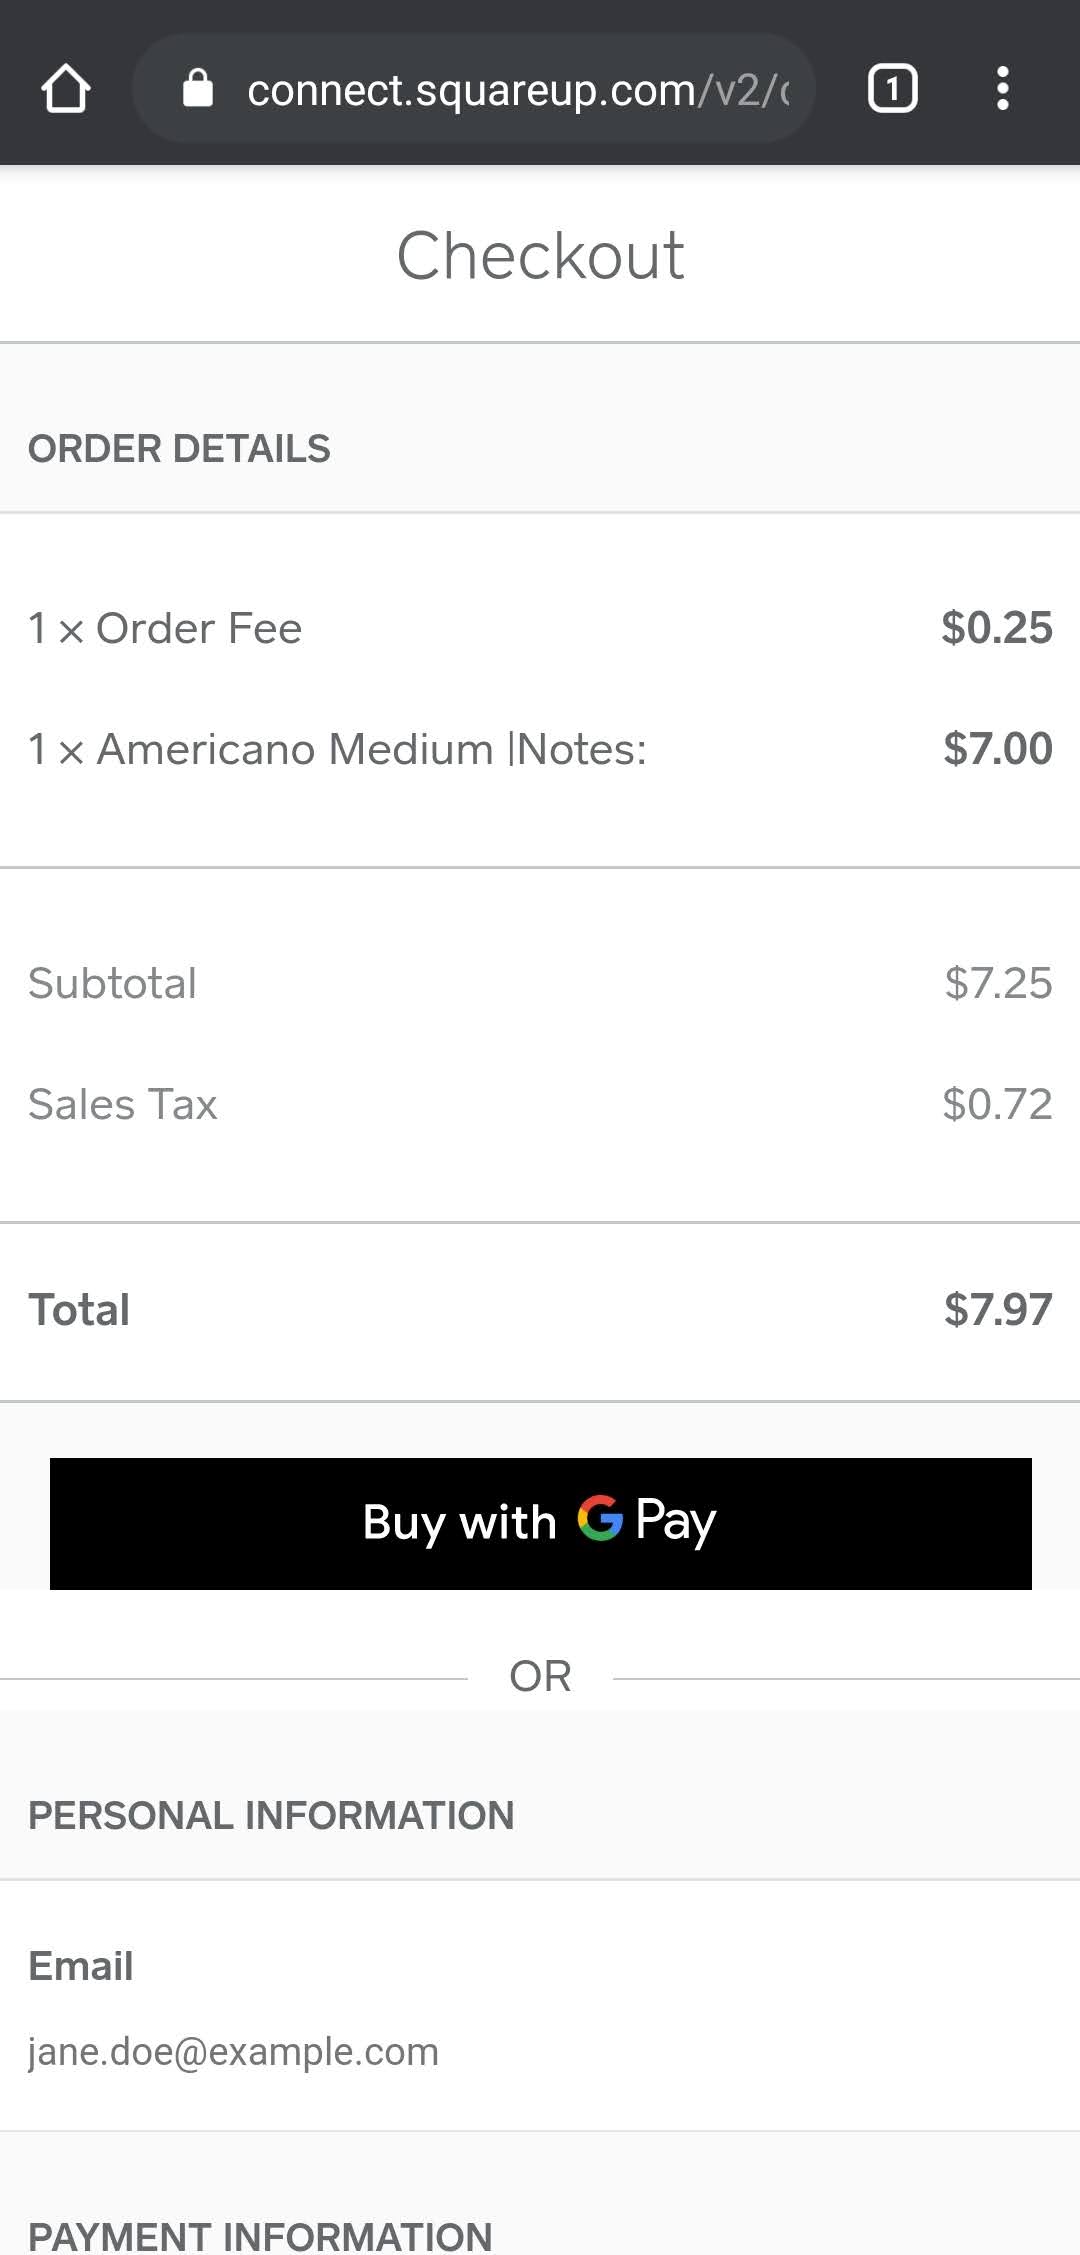 1
connect.squareup.com/v2/
Checkout
ORDER DETAILS
1 × Order Fee $0.25
1 × Americano Medium |Notes: $7.00
Subtotal $7.25
Sales Tax $0.72
Total $7.97
Buy with G Pay
OR
PERSONAL INFORMATION
Email
jane.doe@example.com
PAYMENT INFORMATION